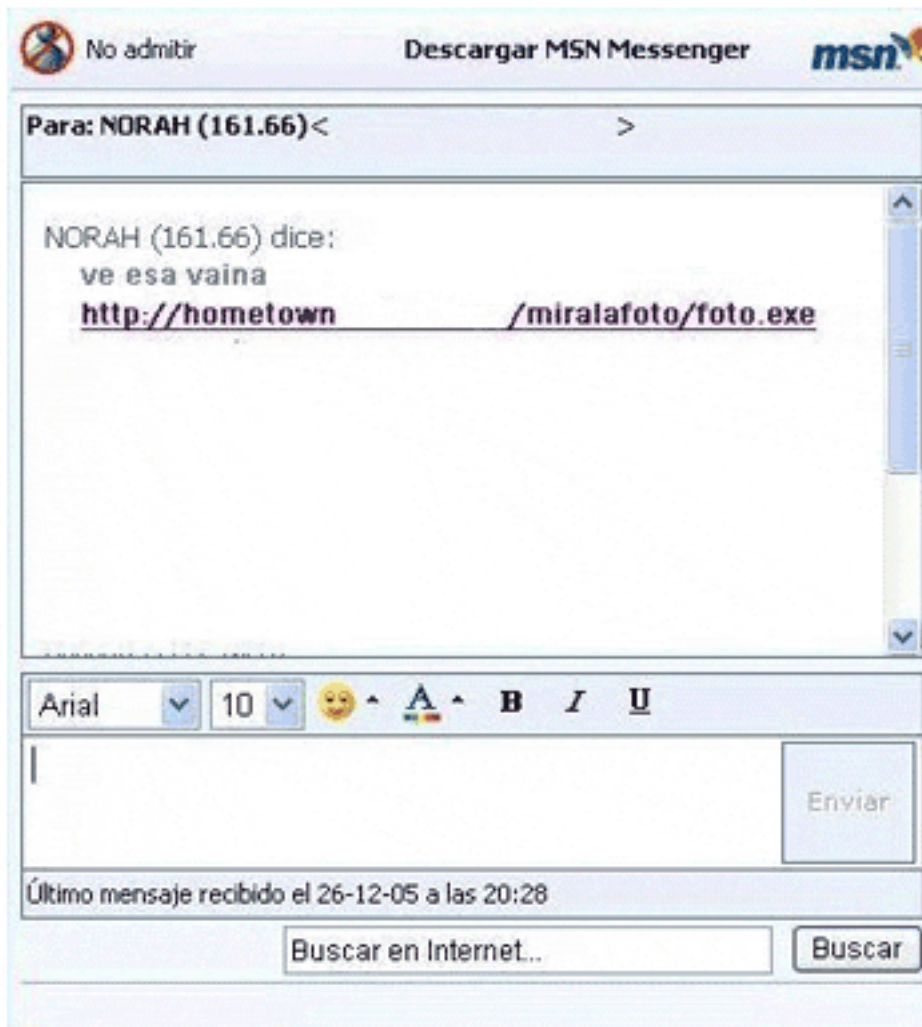 No admitir Descargar MSN Messenger msn
Para: NORAH (161.66)< >
NORAH (161.66) dice:
ve esa vaina
http://hometown /miralafoto/foto.exe
Arial 10 A B I U
Enviar
Último mensaje recibido el 26-12-05 a las 20:28
Buscar en Internet... Buscar